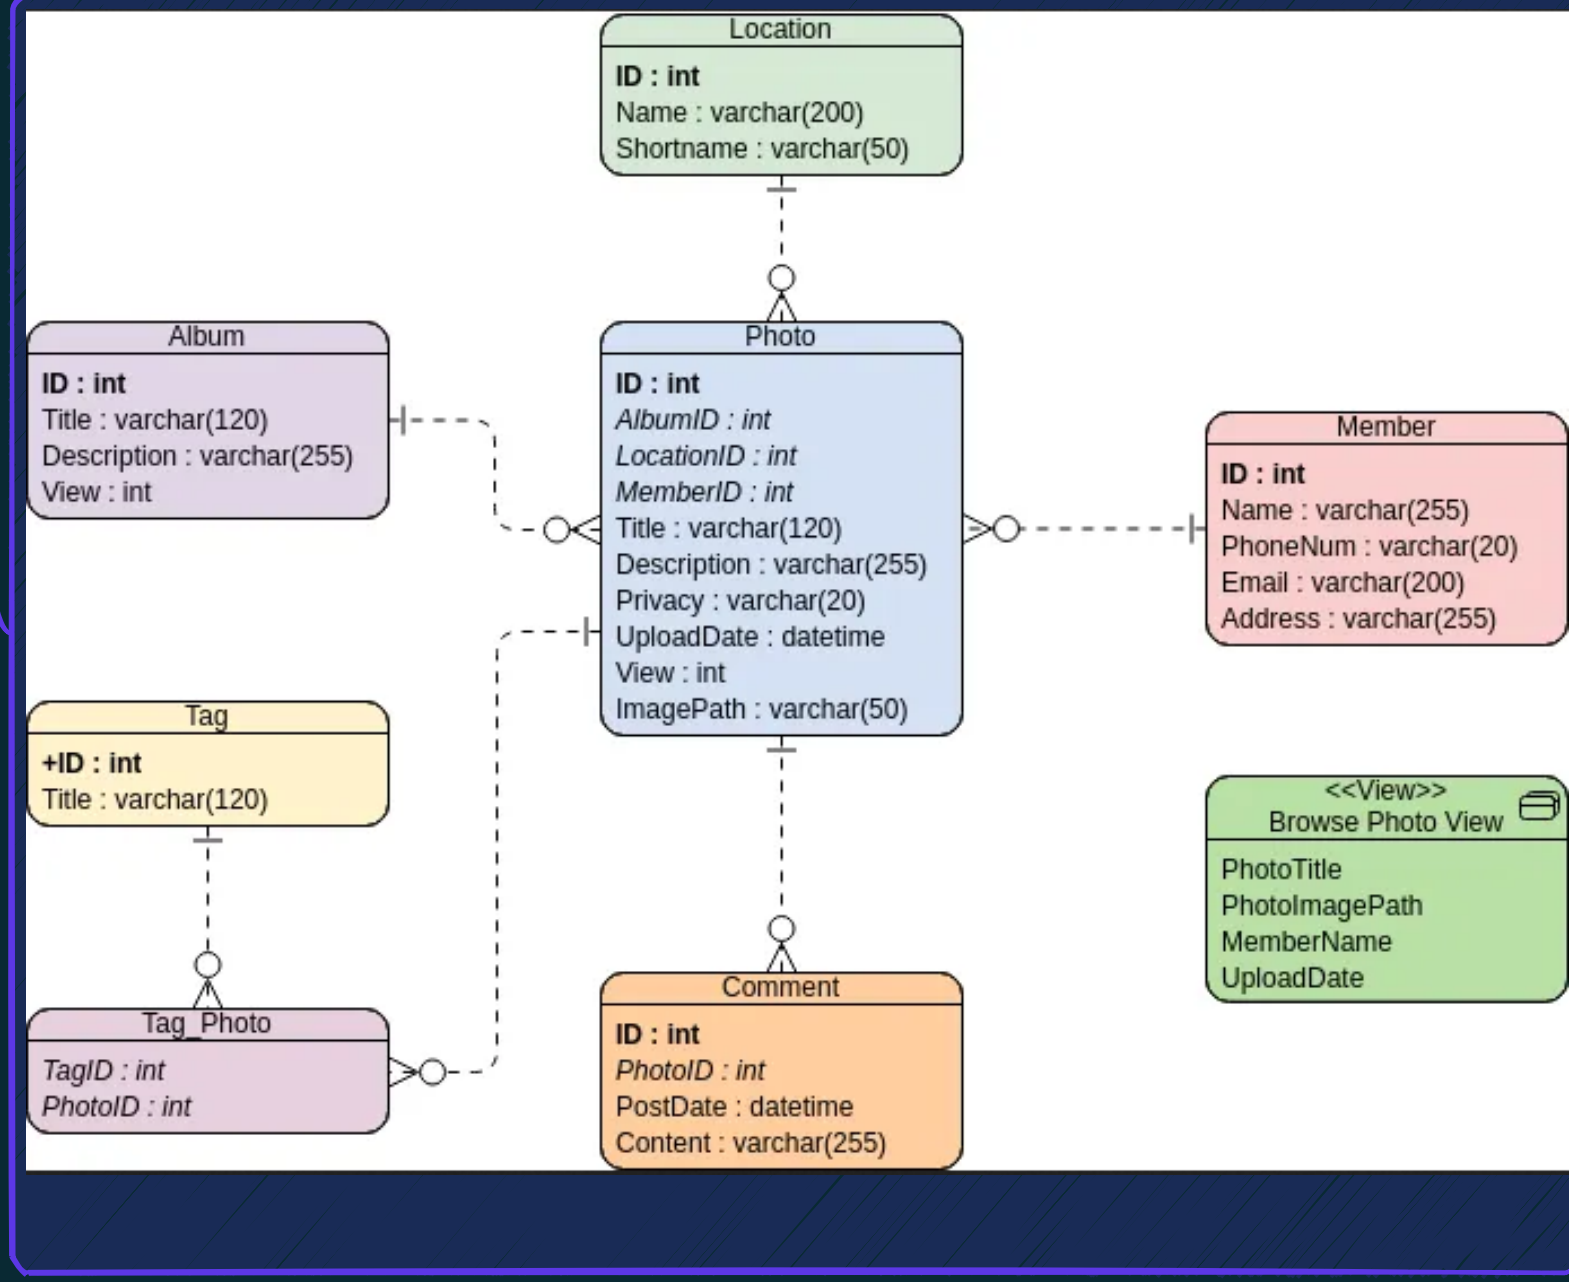 Location
ID : int
Name : varchar(200)
Shortname : varchar(50)
Album
ID : int
Title : varchar(120)
Description : varchar(255)
View : int
Photo
ID : int
AlbumID : int
LocationID : int
MemberID : int
Title : varchar(120)
Description : varchar(255)
Privacy : varchar(20)
UploadDate : datetime
View : int
ImagePath : varchar(50)
Member
ID : int
Name : varchar(255)
PhoneNum : varchar(20)
Email : varchar(200)
Address : varchar(255)
Tag
+ID : int
Title : varchar(120)
<<View>>
Browse Photo View
PhotoTitle
PhotoImagePath
MemberName
UploadDate
Tag_Photo
TagID : int
PhotoID : int
Comment
ID : int
PhotoID : int
PostDate : datetime
Content : varchar(255)